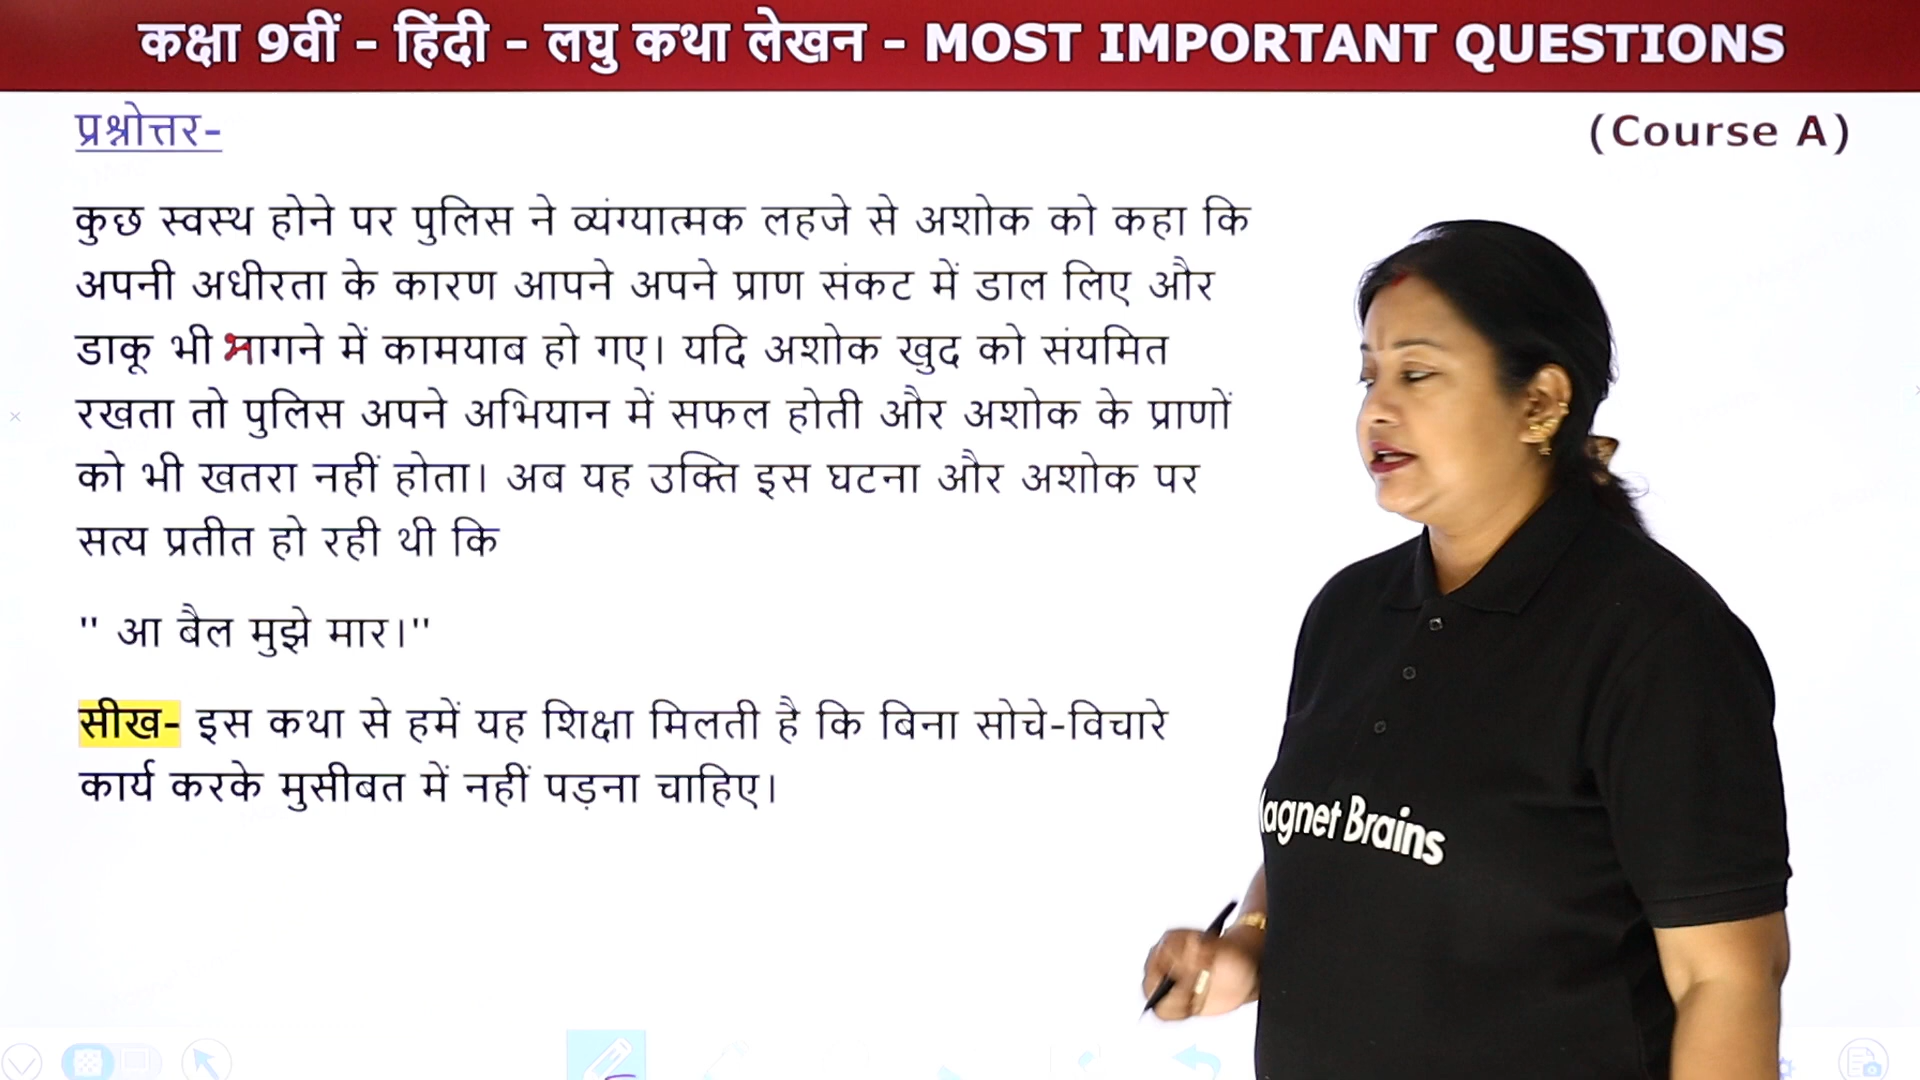 कक्षा 9वीं - हिंदी - लघु कथा लेखन - MOST IMPORTANT QUESTIONS
प्रश्नोत्तर-
(Course A)
कुछ स्वस्थ होने पर पुलिस ने व्यंग्यात्मक लहजे से अशोक को कहा कि
अपनी अधीरता के कारण आपने अपने प्राण संकट में डाल लिए और
डाकू भी भागने में कामयाब हो गए। यदि अशोक खुद को संयमित
रखता तो पुलिस अपने अभियान में सफल होती और अशोक के प्राणों
को भी खतरा नहीं होता। अब यह उक्ति इस घटना और अशोक पर
सत्य प्रतीत हो रही थी कि
" आ बैल मुझे मार।"
सीख- इस कथा से हमें यह शिक्षा मिलती है कि बिना सोचे-विचारे
कार्य करके मुसीबत में नहीं पड़ना चाहिए।
agnet Brains